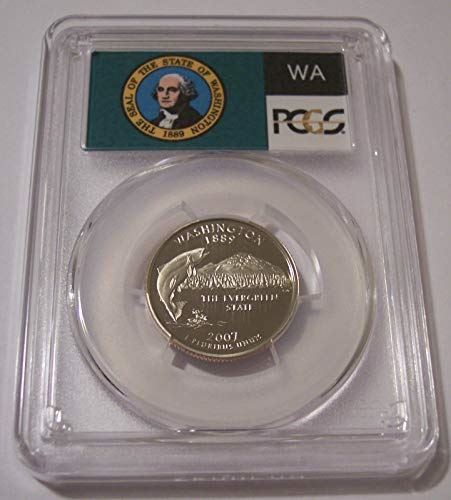 THE SEAL OF THE STATE OF WASHINGTON
1889
WA
PCGS
WASHINGTON
1889
THE EVERGREEN
STATE
2007
E PLURIBUS UNUM